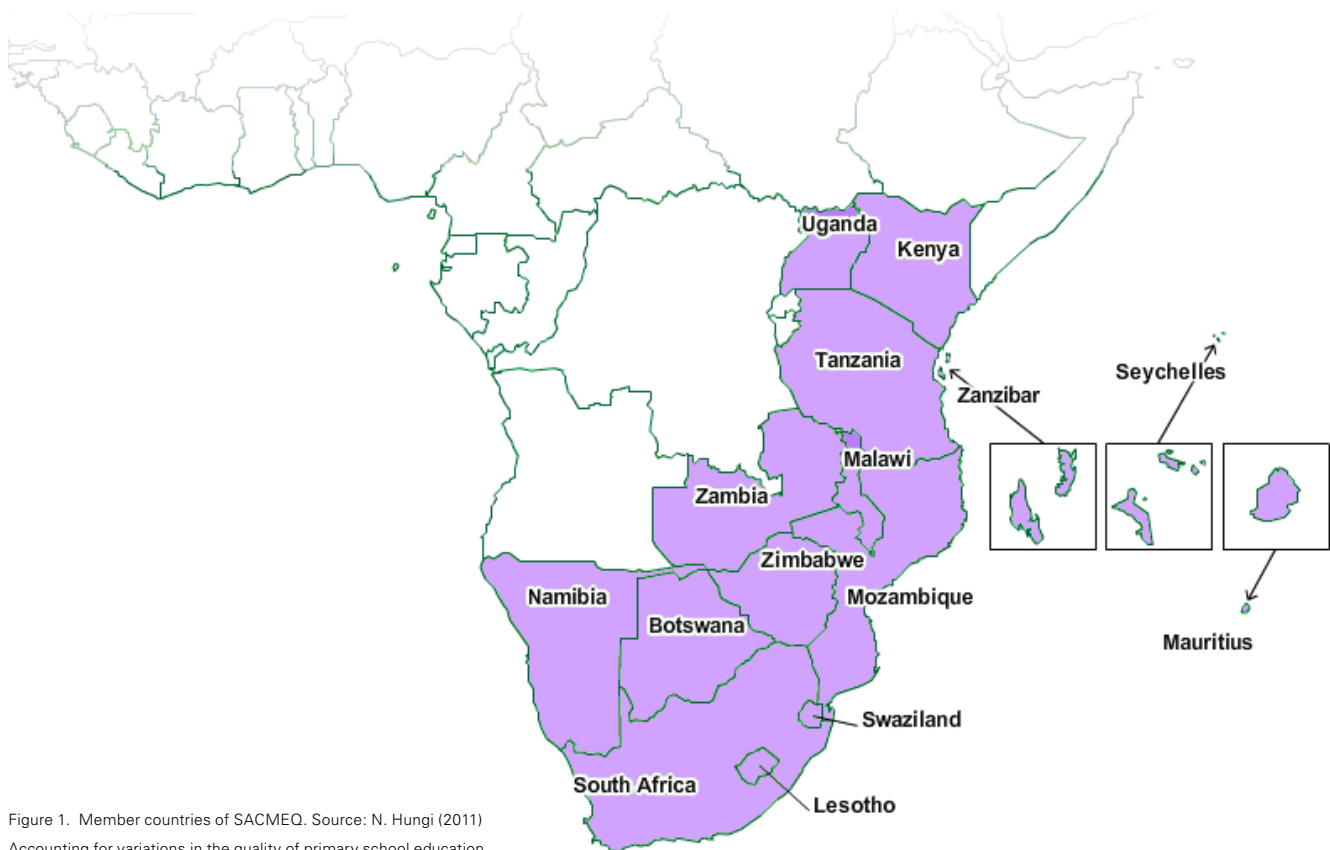 Uganda
Kenya
Tanzania
Seychelles
Zanzibar
Malawi
Zambia
Zimbabwe
Namibia
Mozambique
Botswana
Mauritius
Swaziland
South Africa
Lesotho
Figure 1. Member countries of SACMEQ. Source: N. Hungi (2011)
Accounting for variations in the quality of primary school education